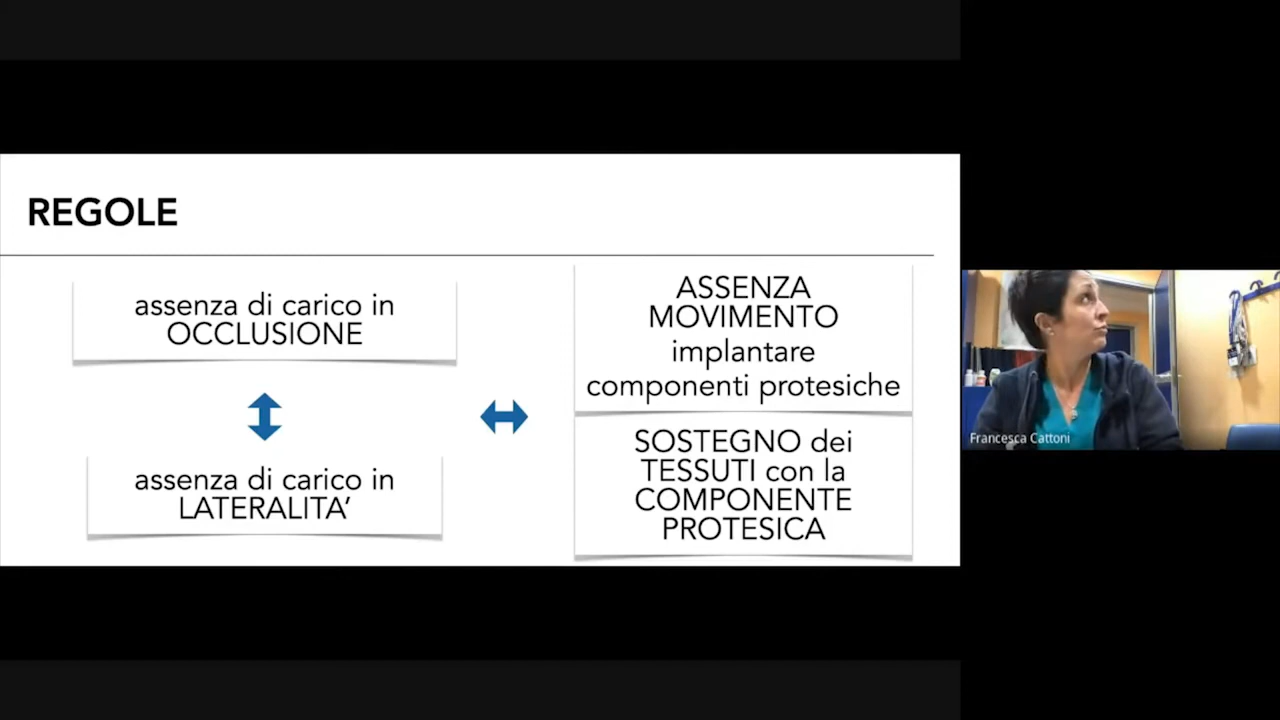 REGOLE
assenza di carico in
OCCLUSIONE
assenza di carico in
LATERALITA’
ASSENZA
MOVIMENTO
implantare
componenti protesiche
SOSTEGNO dei
TESSUTI con la
COMPONENTE
PROTESICA
Francesca Cattoni